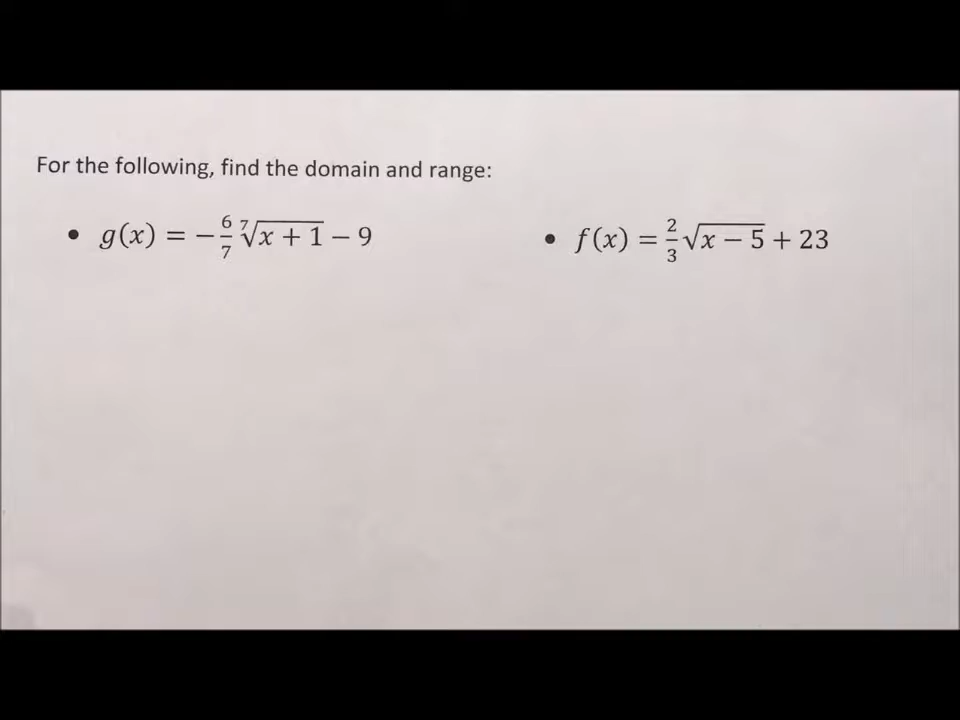 For the following, find the domain and range:
• g(x) = −6/7 ⁷√(x + 1) − 9
• f(x) = 2/3 √(x − 5) + 23